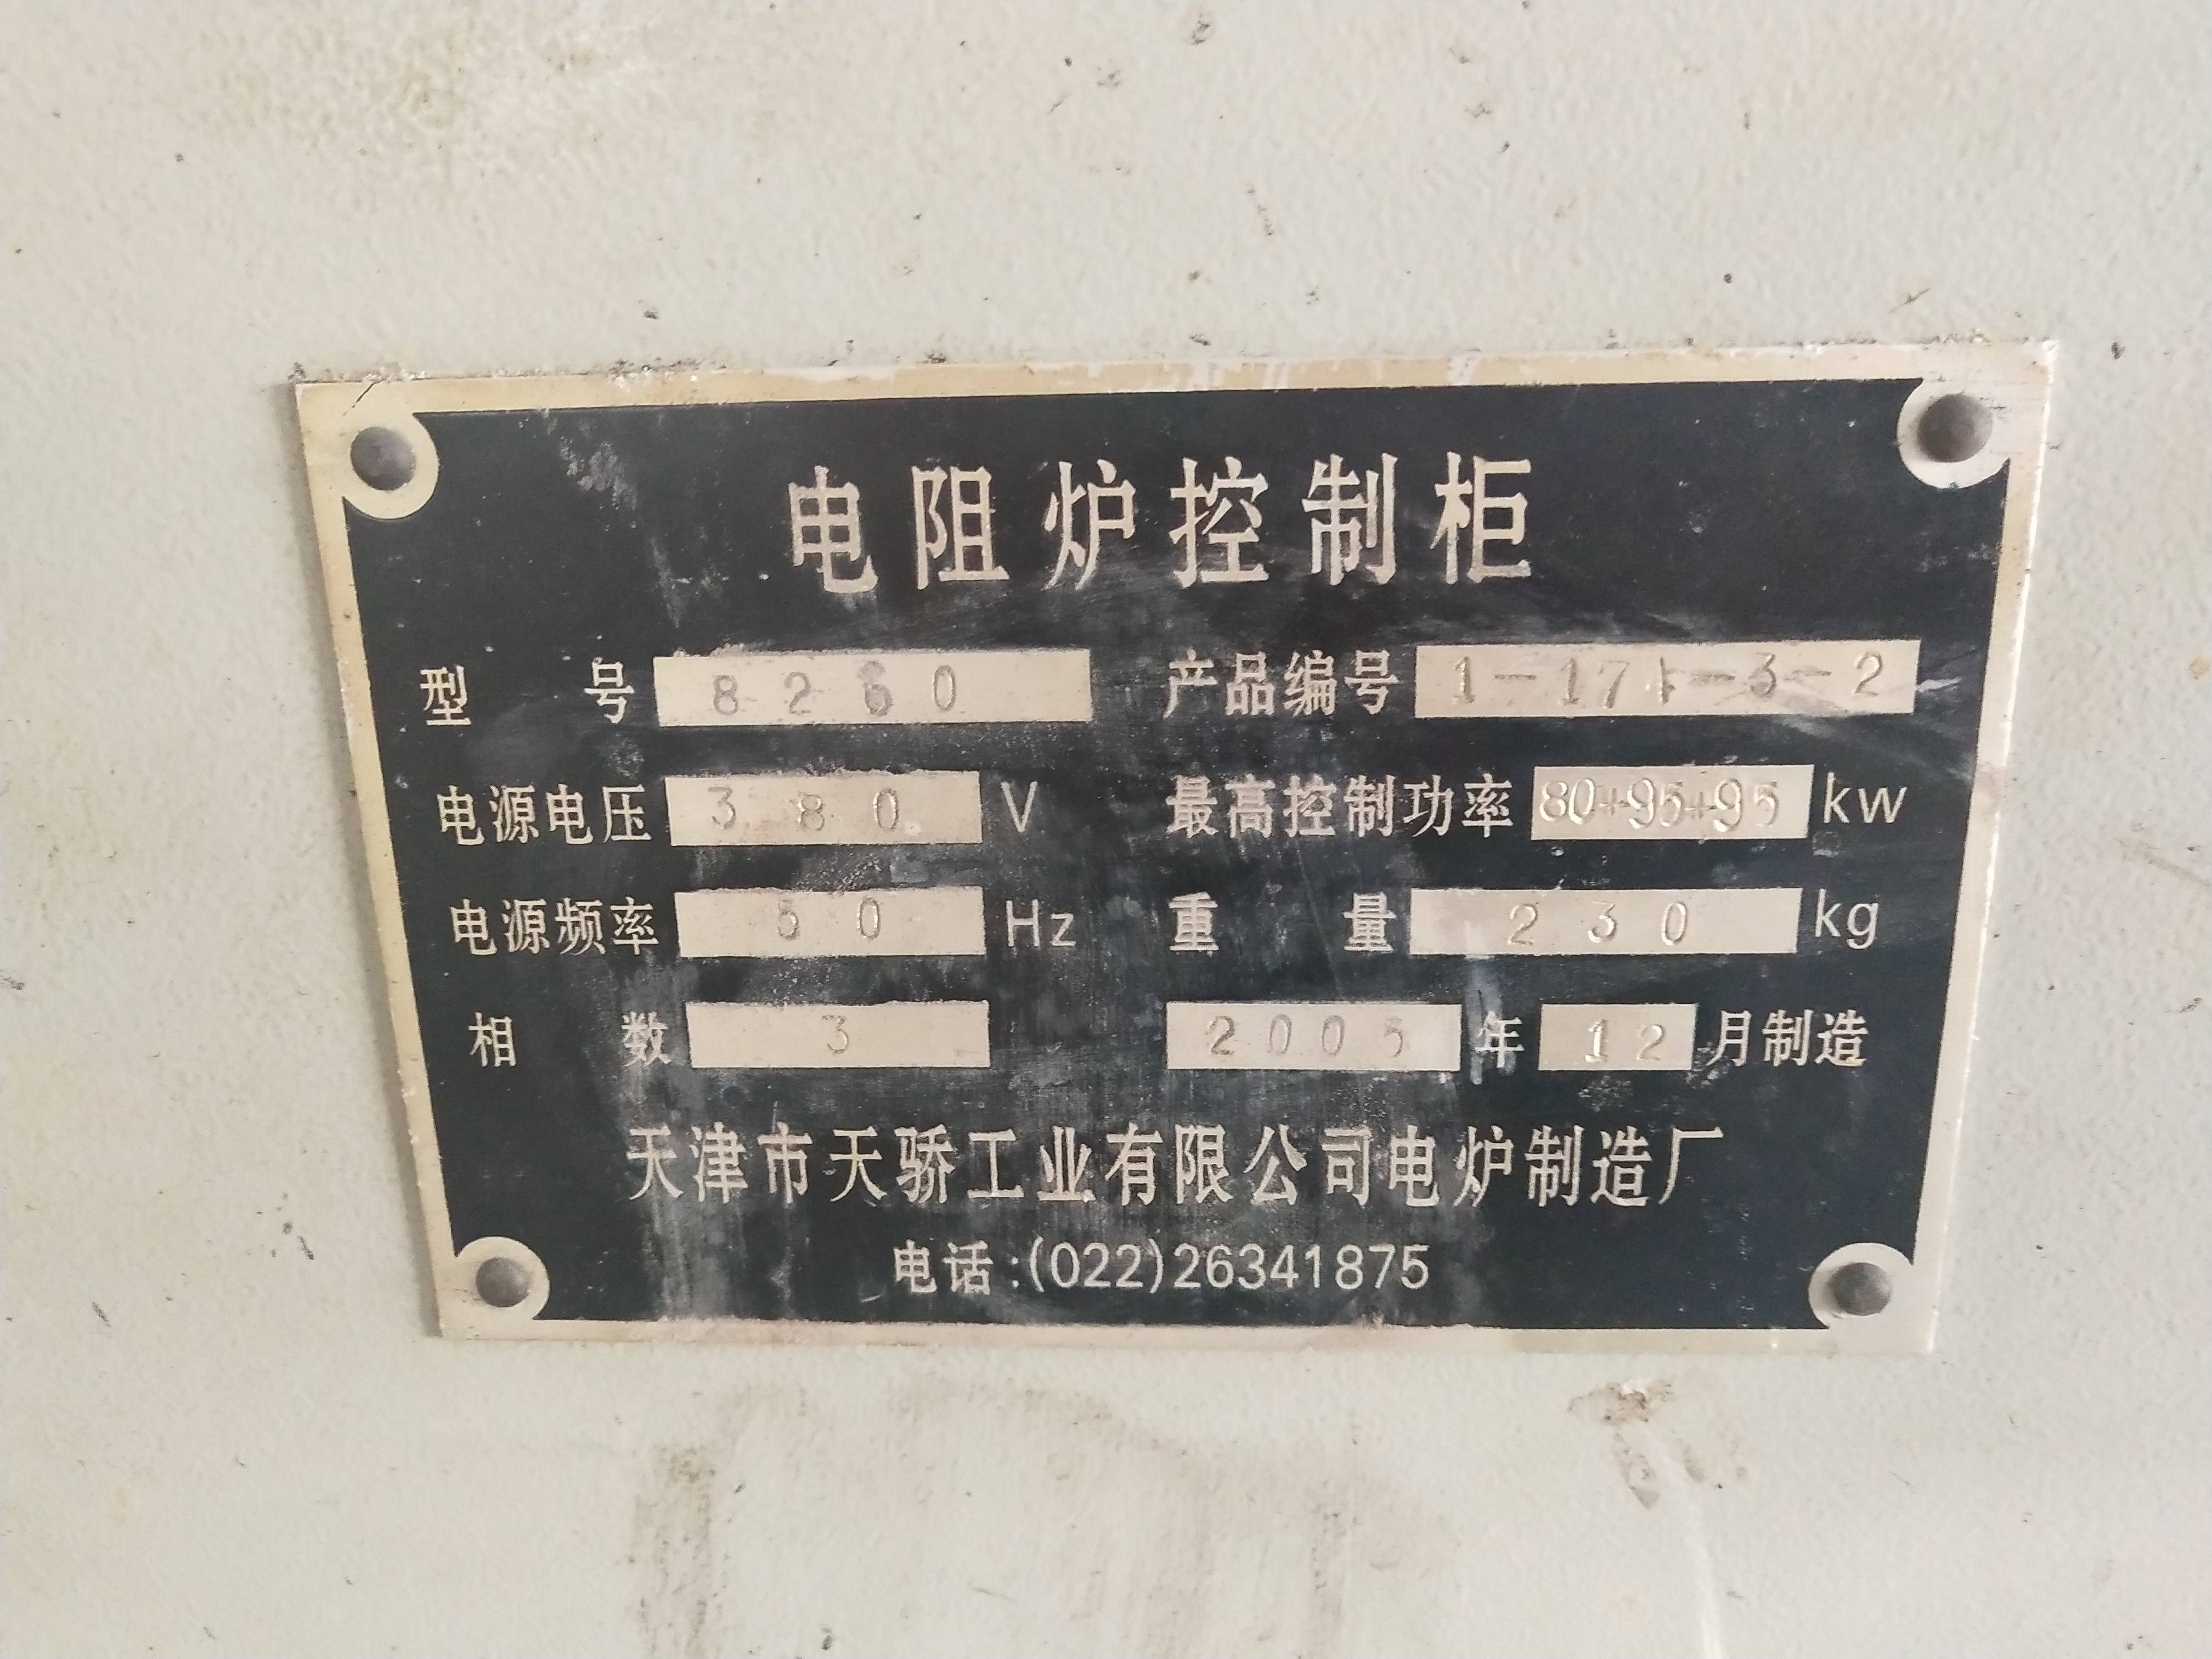 电阻炉控制柜
型号 8260 产品编号 1-171-3-2
电源电压 380 V 最高控制功率 80+95+95 kw
电源频率 50 Hz 重量 230 kg
相数 3 2005 年 12 月制造
天津市天骄工业有限公司电炉制造厂
电话:(022)26341875